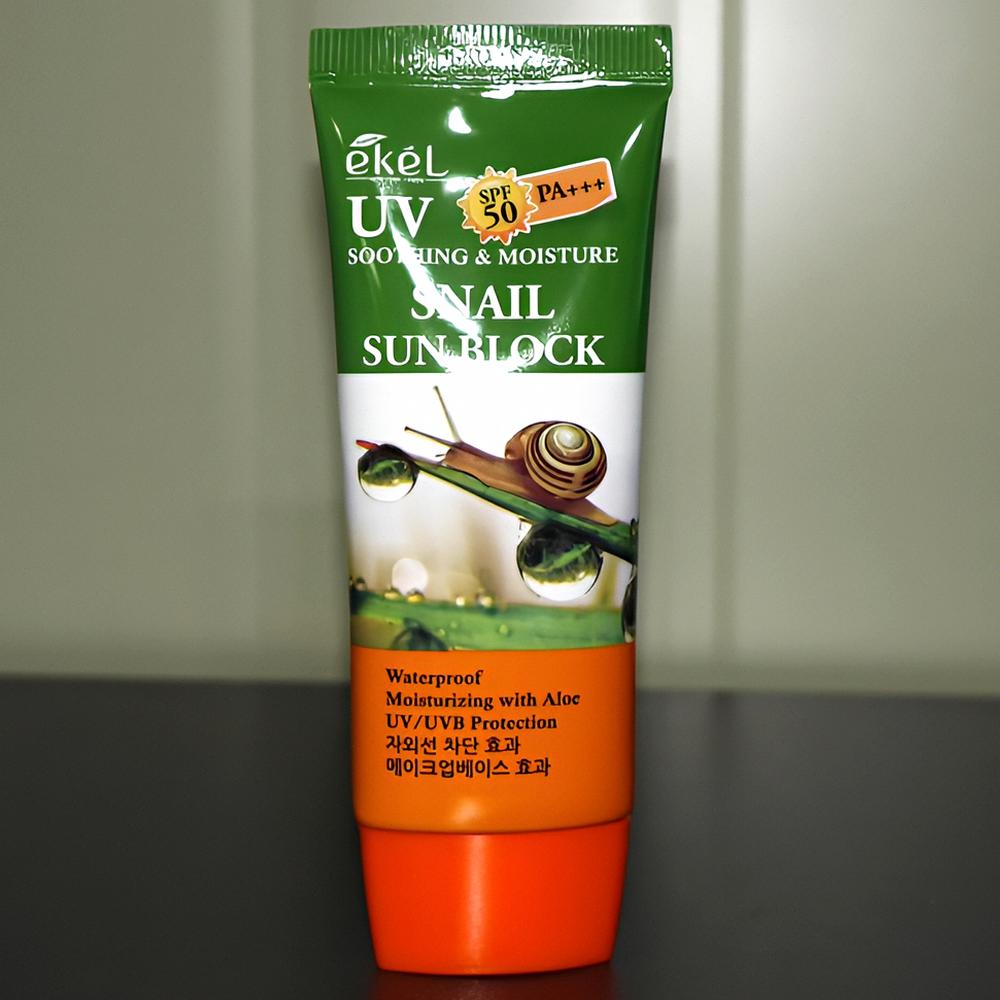 ekel
UV
SPF
50
PA+++
SOOTHING & MOISTURE
SNAIL
SUN BLOCK
Waterproof
Moisturizing with Aloe
UV/UVB Protection
자외선 차단 효과
메이크업베이스 효과